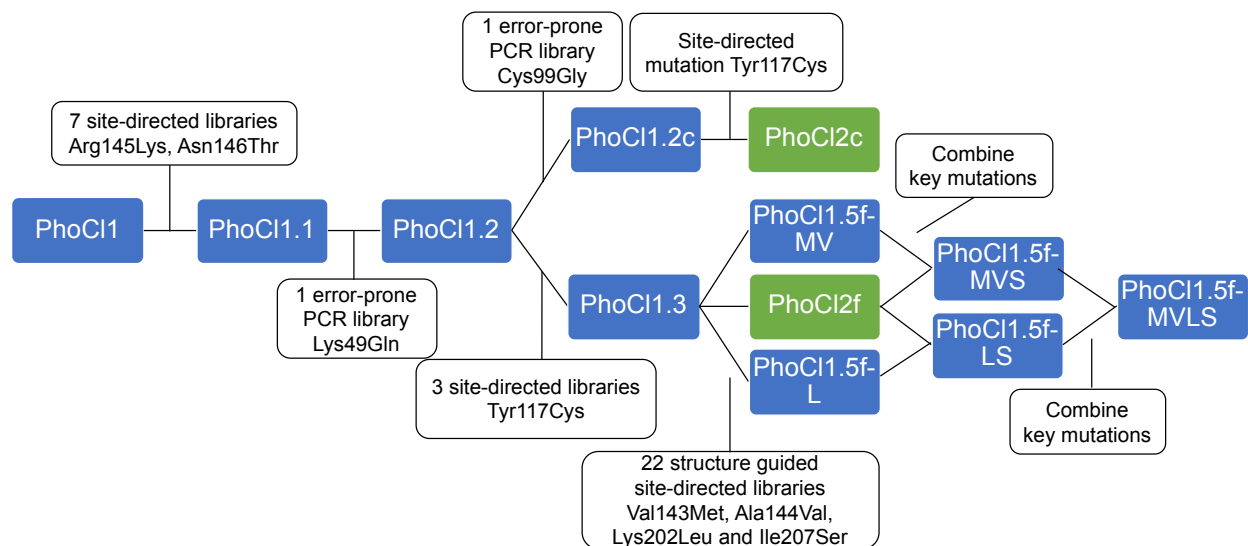 1 error-prone
PCR library
Cys99Gly
Site-directed
mutation Tyr117Cys
7 site-directed libraries
Arg145Lys, Asn146Thr
PhoCl1.2c
PhoCl2c
Combine
key mutations
PhoCl1
PhoCl1.1
PhoCl1.2
PhoCl1.5f-
MV
PhoCl1.5f-
MVS
PhoCl1.3
PhoCl2f
PhoCl1.5f-
MVLS
1 error-prone
PCR library
Lys49Gln
PhoCl1.5f-
L
PhoCl1.5f-
LS
3 site-directed libraries
Tyr117Cys
Combine
key mutations
22 structure guided
site-directed libraries
Val143Met, Ala144Val,
Lys202Leu and Ile207Ser